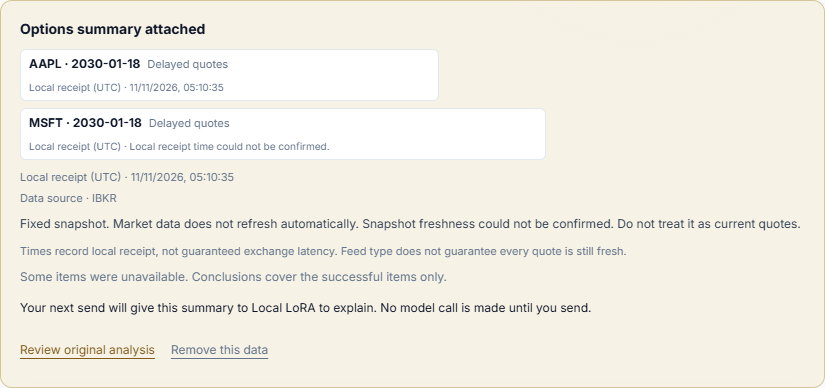 Options summary attached
AAPL · 2030-01-18 Delayed quotes
Local receipt (UTC) · 11/11/2026, 05:10:35
MSFT · 2030-01-18 Delayed quotes
Local receipt (UTC) · Local receipt time could not be confirmed.
Local receipt (UTC) · 11/11/2026, 05:10:35
Data source · IBKR
Fixed snapshot. Market data does not refresh automatically. Snapshot freshness could not be confirmed. Do not treat it as current quotes.
Times record local receipt, not guaranteed exchange latency. Feed type does not guarantee every quote is still fresh.
Some items were unavailable. Conclusions cover the successful items only.
Your next send will give this summary to Local LoRA to explain. No model call is made until you send.
Review original analysis Remove this data